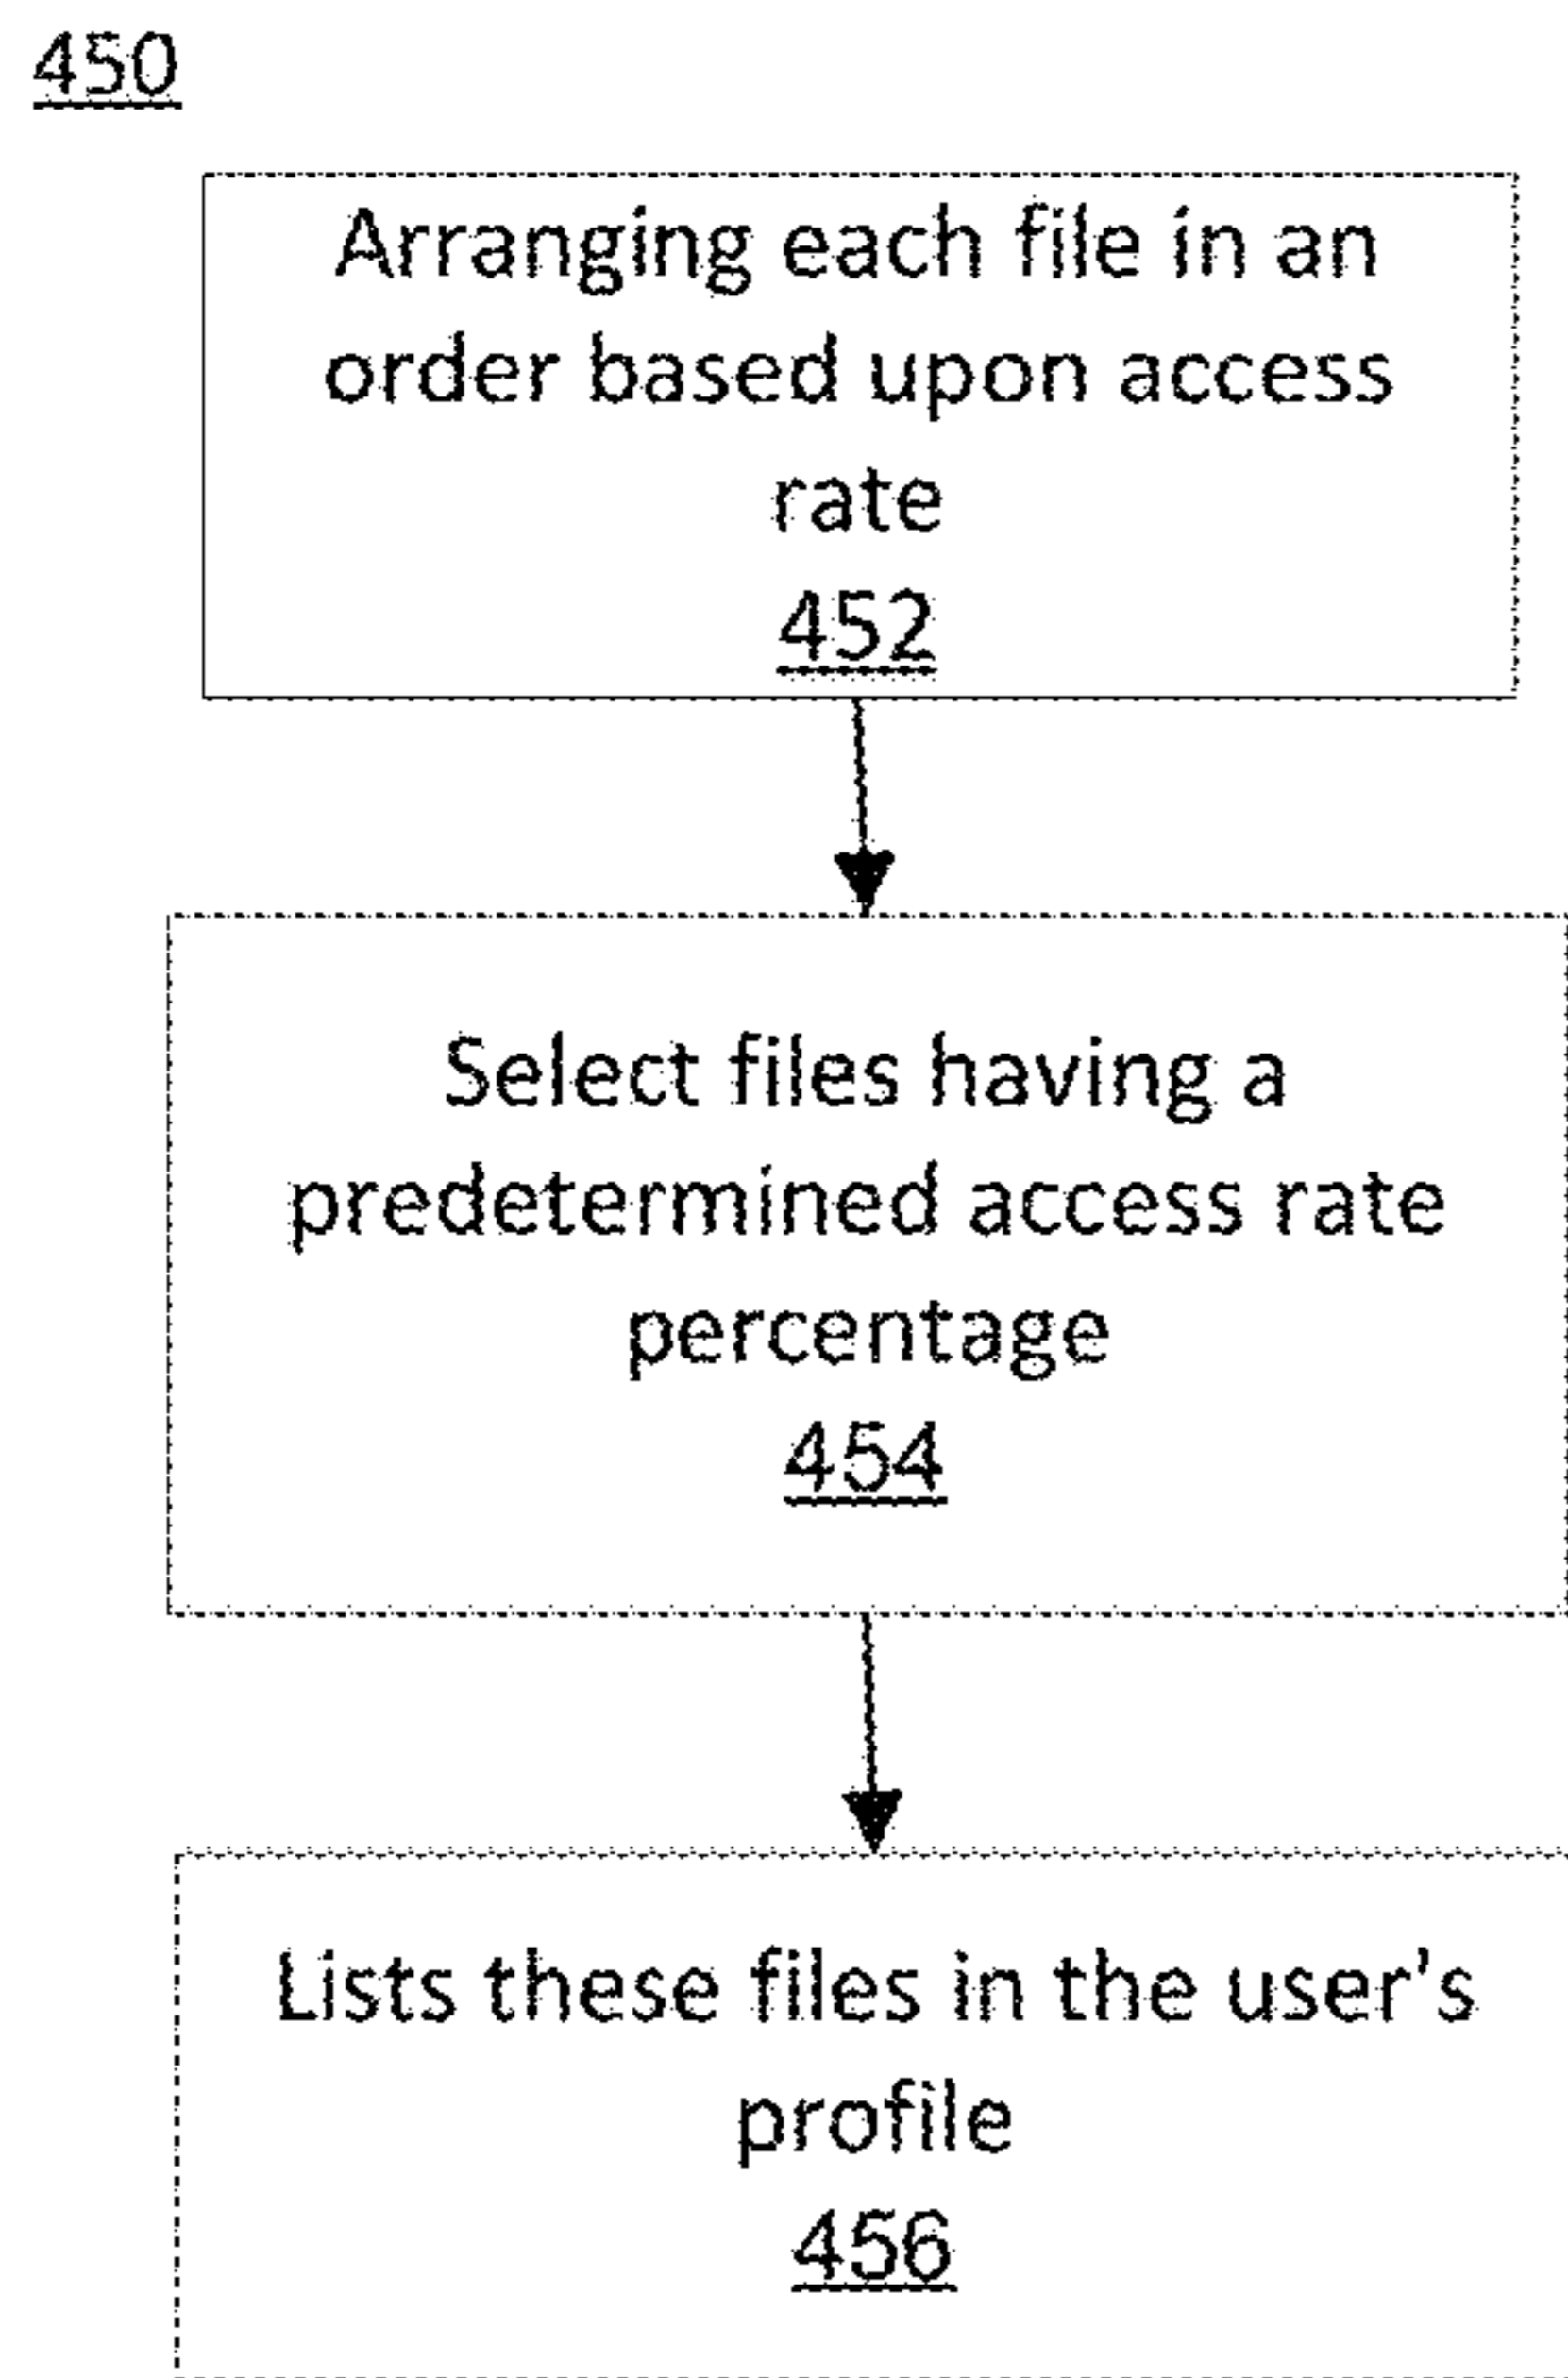 450
Arranging each file in an
order based upon access
rate
452
Select files having a
predetermined access rate
percentage
454
Lists these files in the user's
profile
456